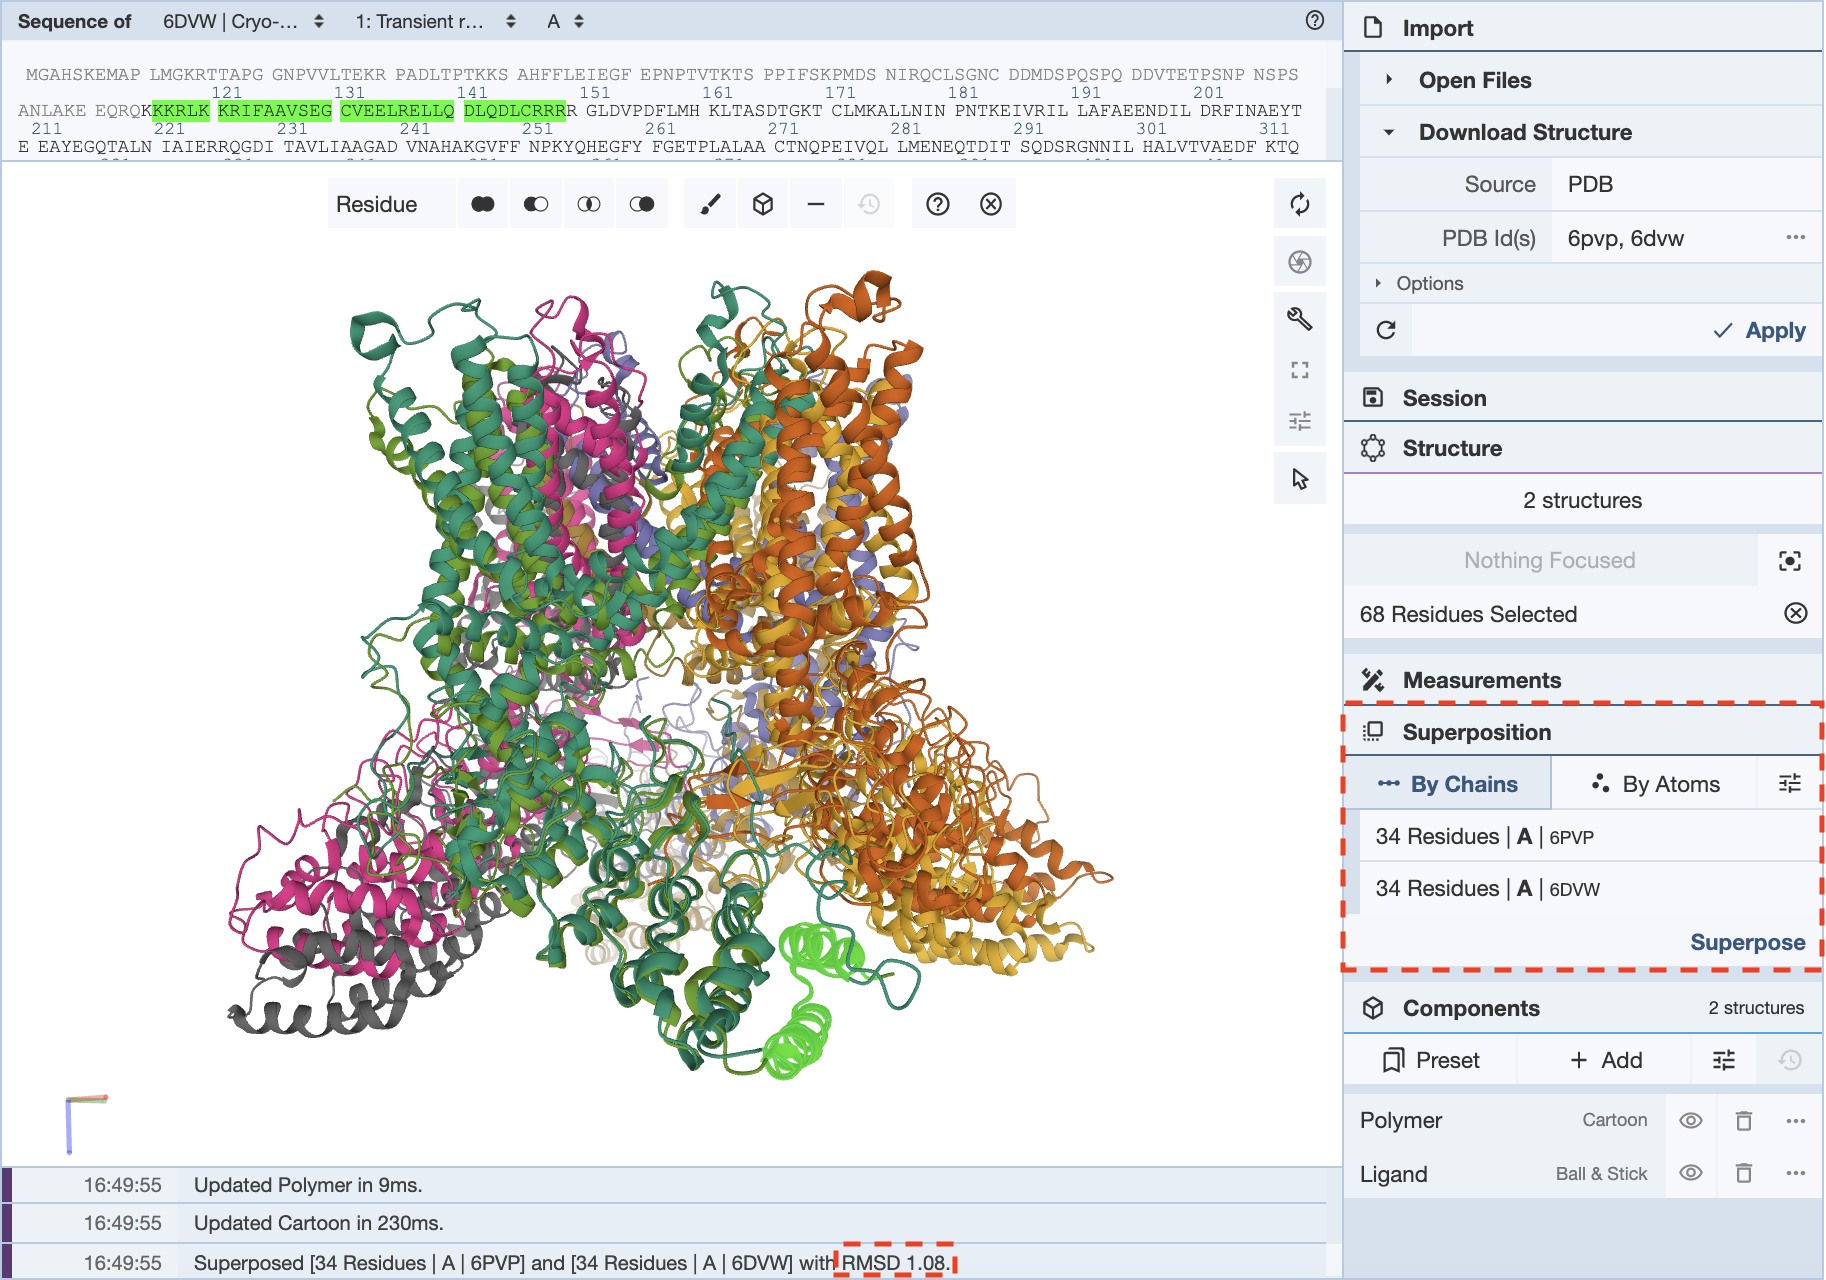 Sequence of 6DVW | Cryo-... 1: Transient r... A
MGAHSKEMAP LMGKRTTAPG GNPVVLTEKR PADLTPTKKS AHFFLEIEGF EPNPTVTKTS PPIFSKPMDS NIRQCLSGNC DDMDSPQSPQ DDVTETPSNP NSPS
121 131 141 151 161 171 181 191 201
ANLAKE EQRQKKKRLK KRIFAAVSEG CVEELRELLQ DLQDLCRRRR GLDVPDFLMH KLTASDTGKT CLMKALLNIN PNTKEIVRIL LAFAEENDIL DRFINAEYT
211 221 231 241 251 261 271 281 291 301 311
E EAYEGQTALN IAIERRQGDI TAVLIAAGAD VNAHAKGVFF NPKYQHEGFY FGETPLALAA CTNQPEIVQL LMENEQTDIT SQDSRGNNIL HALVTVAEDF KTQ
Residue
Import
Open Files
Download Structure
Source PDB
PDB Id(s) 6pvp, 6dvw
Options
Apply
Session
Structure
2 structures
Nothing Focused
68 Residues Selected
Measurements
Superposition
By Chains By Atoms
34 Residues | A | 6PVP
34 Residues | A | 6DVW
Superpose
Components 2 structures
Preset + Add
Polymer Cartoon
Ligand Ball & Stick
16:49:55 Updated Polymer in 9ms.
16:49:55 Updated Cartoon in 230ms.
16:49:55 Superposed [34 Residues | A | 6PVP] and [34 Residues | A | 6DVW] with RMSD 1.08.